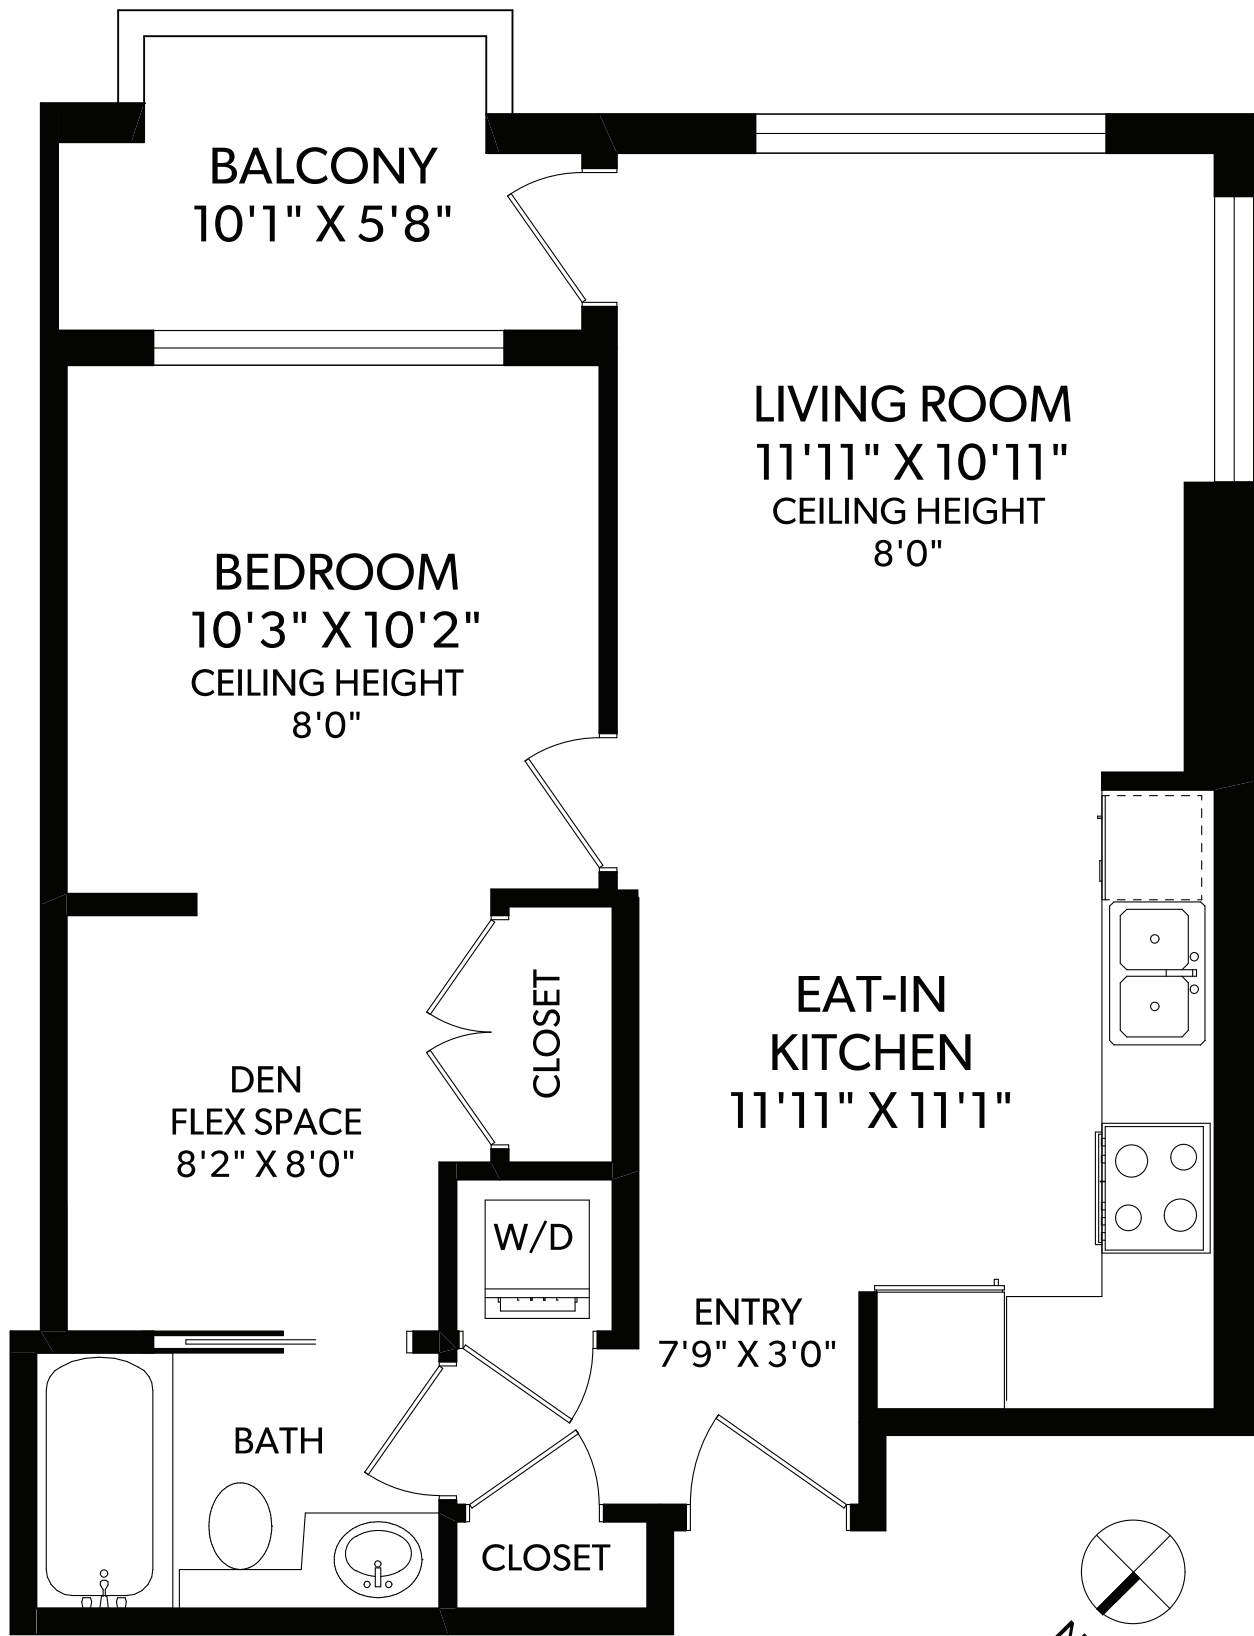 BALCONY
10'1" X 5'8"
LIVING ROOM
11'11" X 10'11"
CEILING HEIGHT
8'0"
BEDROOM
10'3" X 10'2"
CEILING HEIGHT
8'0"
CLOSET
EAT-IN
KITCHEN
11'11" X 11'1"
DEN
FLEX SPACE
8'2" X 8'0"
W/D
ENTRY
7'9" X 3'0"
BATH
CLOSET